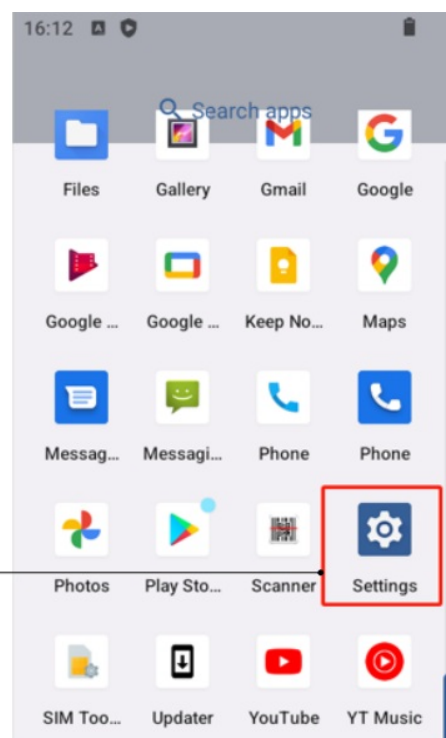 16:12
Search apps
Files Gallery Gmail Google
Google ... Google ... Keep No... Maps
Messag... Messagi... Phone Phone
Photos Play Sto... Scanner Settings
SIM Too... Updater YouTube YT Music